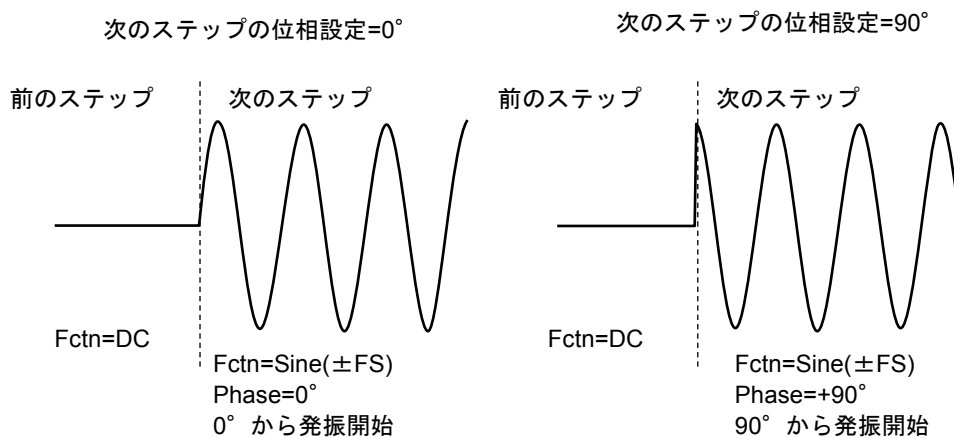 次のステップの位相設定=0°
前のステップ
次のステップ
Fctn=DC
Fctn=Sine(±FS)
Phase=0°
0°から発振開始
次のステップの位相設定=90°
前のステップ
次のステップ
Fctn=DC
Fctn=Sine(±FS)
Phase=+90°
90°から発振開始